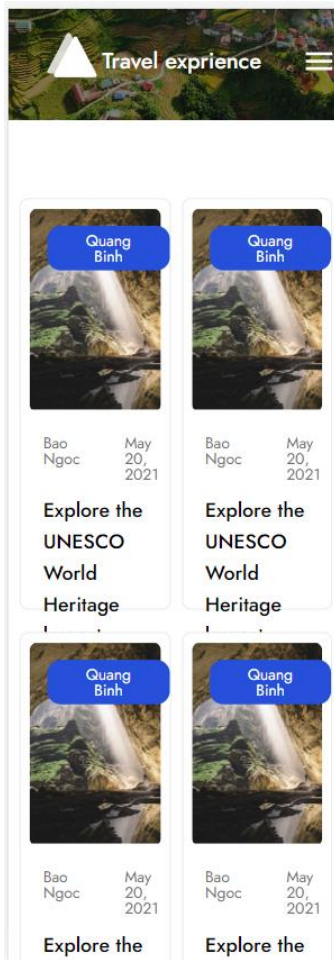 Travel exprience
Quang
Binh
Quang
Binh
Bao
Ngoc
May
20,
2021
Bao
Ngoc
May
20,
2021
Explore the
UNESCO
World
Heritage
Explore the
UNESCO
World
Heritage
Quang
Binh
Quang
Binh
Bao
Ngoc
May
20,
2021
Bao
Ngoc
May
20,
2021
Explore the
Explore the